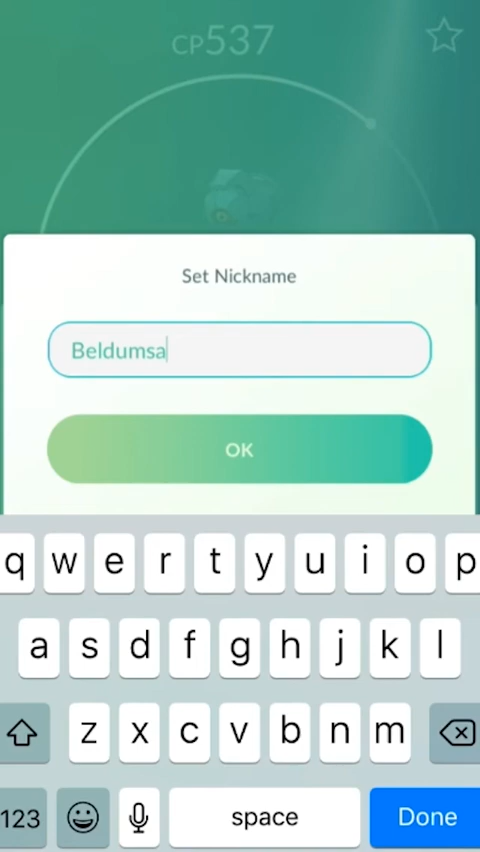 CP537
Set Nickname
Beldumsa
OK
q w e r t y u i o p
a s d f g h j k l
z x c v b n m
123 space Done